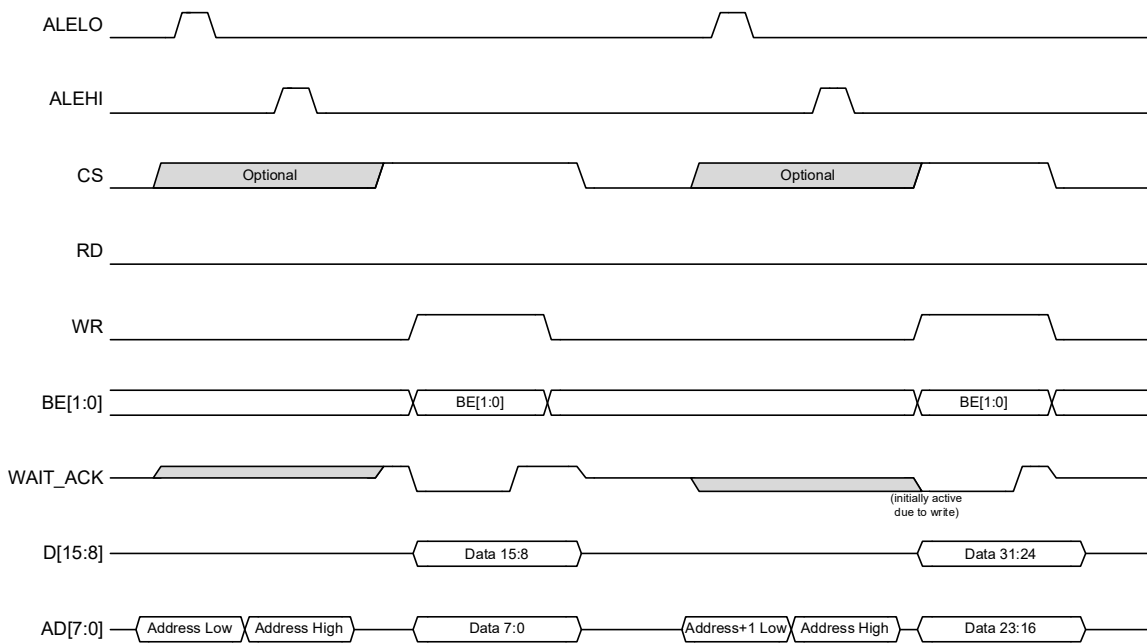 ALELO
ALEHI
CS
Optional
Optional
RD
WR
BE[1:0]
BE[1:0]
BE[1:0]
WAIT_ACK
(initially active
due to write)
D[15:8]
Data 15:8
Data 31:24
AD[7:0]
Address Low
Address High
Data 7:0
Address+1 Low
Address High
Data 23:16